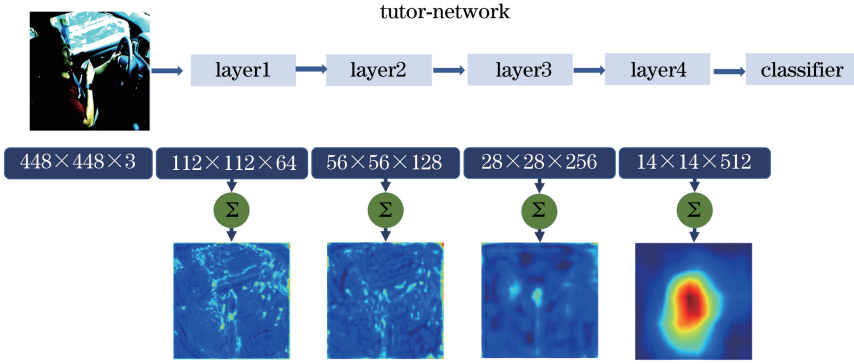 tutor-network
layer1
layer2
layer3
layer4
classifier
448×448×3
112×112×64
56×56×128
28×28×256
14×14×512
Σ
Σ
Σ
Σ